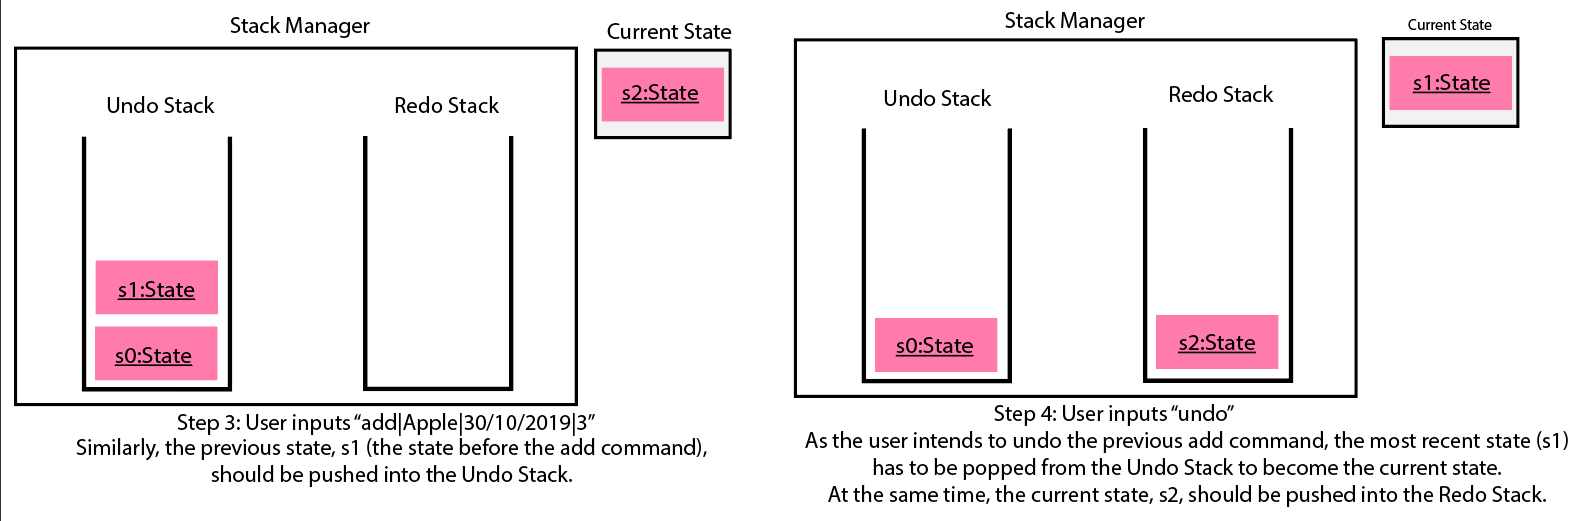 Stack Manager
Current State
s2:State
Undo Stack
Redo Stack
s1:State
s0:State
Step 3: User inputs “add|Apple|30/10/2019|3”
Similarly, the previous state, s1 (the state before the add command),
should be pushed into the Undo Stack.
Stack Manager
Current State
s1:State
Undo Stack
Redo Stack
s0:State
s2:State
Step 4: User inputs “undo”
As the user intends to undo the previous add command, the most recent state (s1)
has to be popped from the Undo Stack to become the current state.
At the same time, the current state, s2, should be pushed into the Redo Stack.